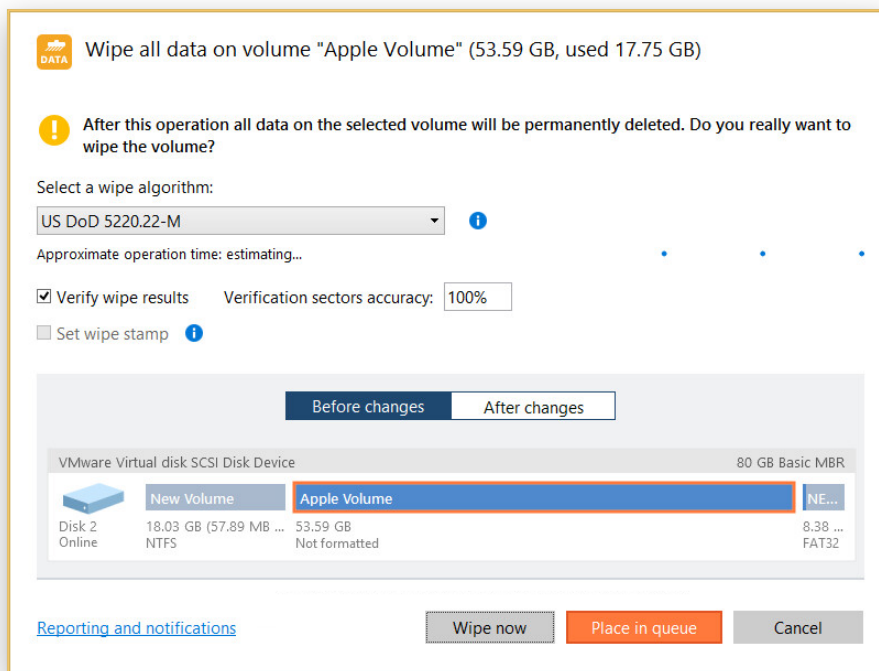 Wipe all data on volume "Apple Volume" (53.59 GB, used 17.75 GB)
DATA
After this operation all data on the selected volume will be permanently deleted. Do you really want to
wipe the volume?
Select a wipe algorithm:
US DoD 5220.22-M
Approximate operation time: estimating...
Verify wipe results Verification sectors accuracy: 100%
Set wipe stamp
Before changes After changes
VMware Virtual disk SCSI Disk Device 80 GB Basic MBR
New Volume Apple Volume NE...
Disk 2 18.03 GB (57.89 MB ... 53.59 GB 8.38 ...
Online NTFS Not formatted FAT32
Reporting and notifications Wipe now Place in queue Cancel